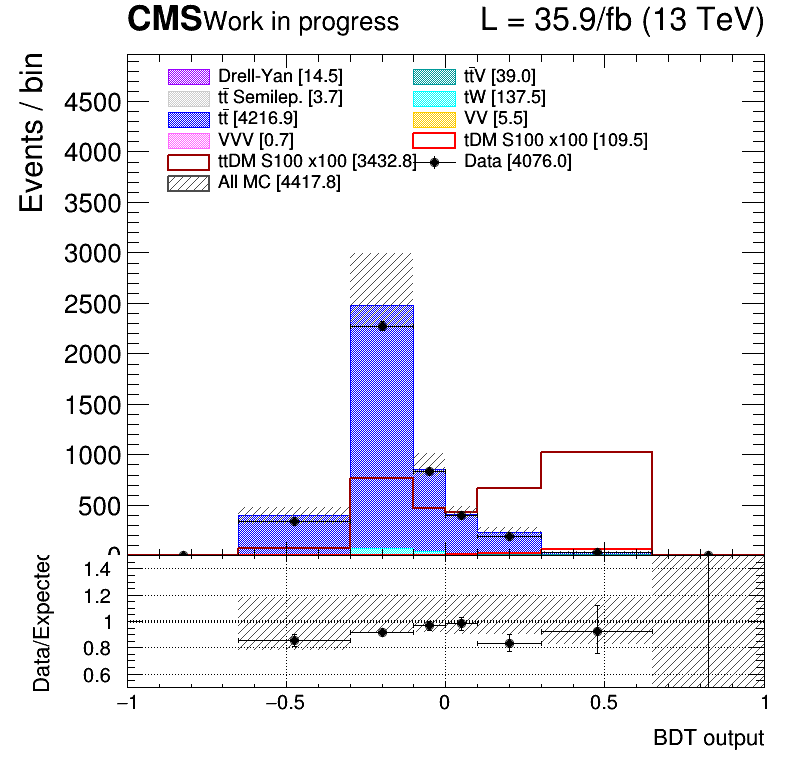 CMS Work in progress L = 35.9/fb (13 TeV)
Events / bin
Drell-Yan [14.5] tt̄V [39.0]
tt̄ Semilep. [3.7] tW [137.5]
tt̄ [4216.9] VV [5.5]
VVV [0.7] tDM S100 x100 [109.5]
ttDM S100 x100 [3432.8] Data [4076.0]
All MC [4417.8]
4500
4000
3500
3000
2500
2000
1500
1000
500
0
Data/Expected
1.4
1.2
1
0.8
0.6
−1 −0.5 0 0.5 1
BDT output